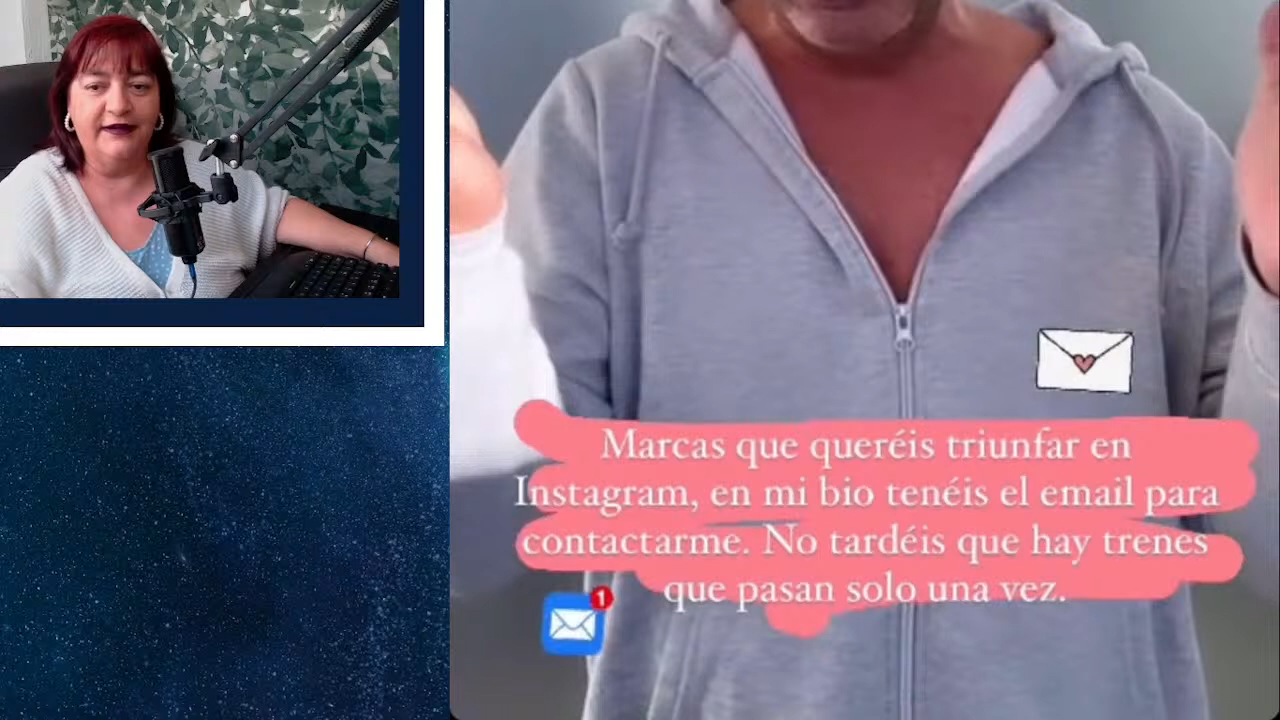 Marcas que queréis triunfar en
Instagram, en mi bio tenéis el email para
contactarme. No tardéis que hay trenes
que pasan solo una vez.
1